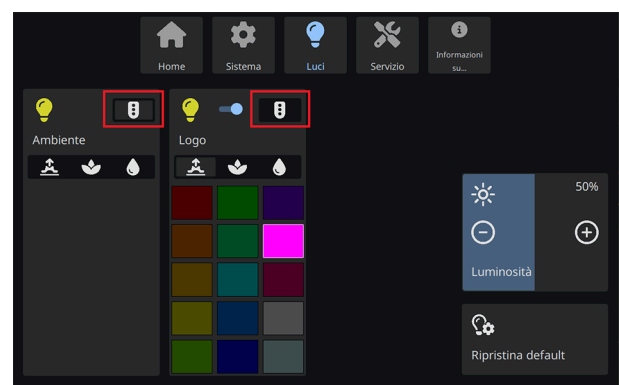 Home
Sistema
Luci
Servizio
Informazioni
su...
Ambiente
Logo
50%
Luminosità
Ripristina default